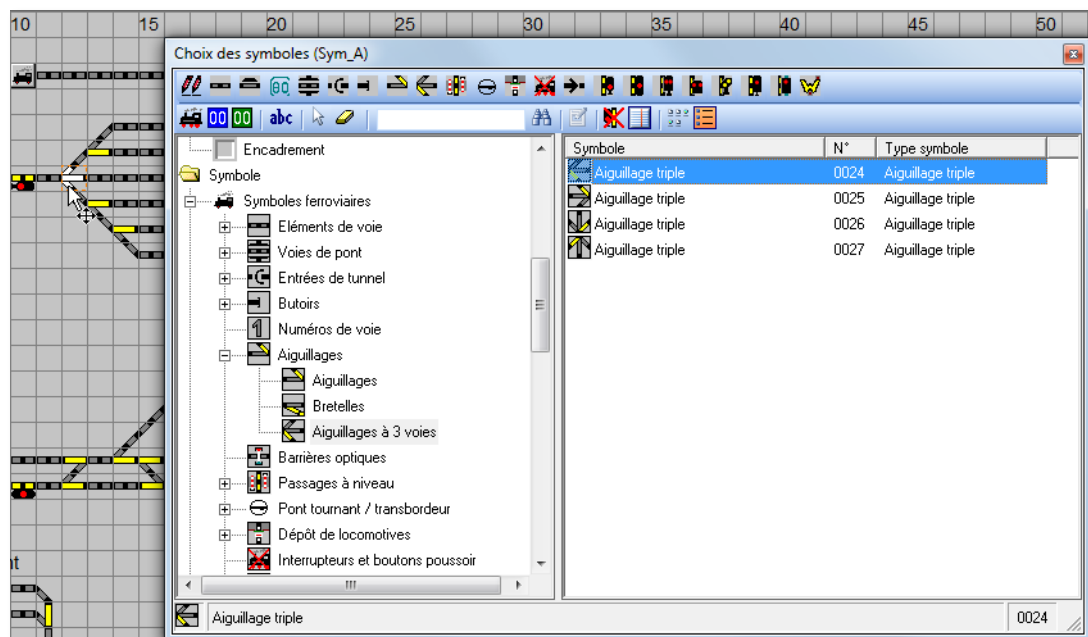 10 15 20 25 30 35 40 45 50
Choix des symboles (Sym_A)
00 00 abc
Encadrement
Symbole
Symboles ferroviaires
Eléments de voie
Voies de pont
Entrées de tunnel
Butoirs
1 Numéros de voie
Aiguillages
Aiguillages
Bretelles
Aiguillages à 3 voies
Barrières optiques
Passages à niveau
Pont tournant / transbordeur
Dépôt de locomotives
Interrupteurs et boutons poussoir
Symbole N° Type symbole
Aiguillage triple 0024 Aiguillage triple
Aiguillage triple 0025 Aiguillage triple
Aiguillage triple 0026 Aiguillage triple
Aiguillage triple 0027 Aiguillage triple
Aiguillage triple 0024